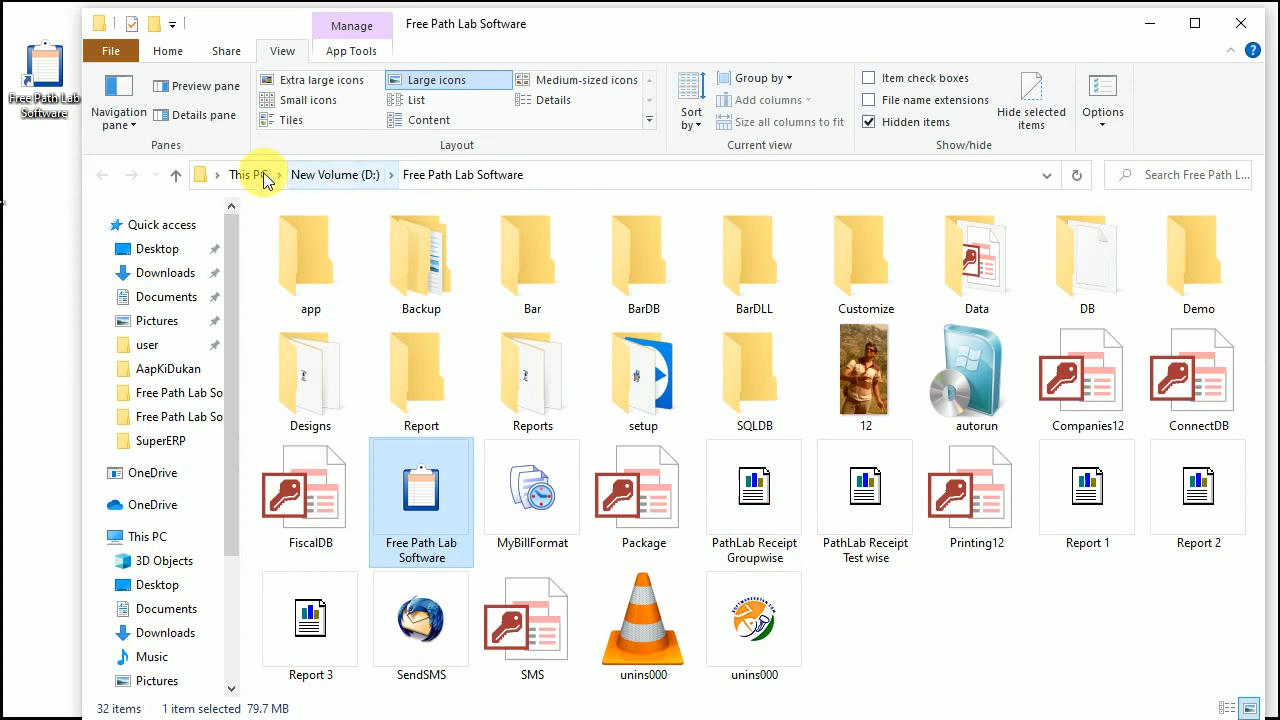 Free Path Lab Software
Manage
Free Path Lab Software
File
Home
Share
View
App Tools
Navigation pane
Preview pane
Details pane
Panes
Extra large icons
Large icons
Medium-sized icons
Small icons
List
Details
Tiles
Content
Layout
Sort by
Group by
Add columns
Size all columns to fit
Current view
Item check boxes
File name extensions
Hidden items
Hide selected items
Show/hide
Options
This PC
New Volume (D:)
Free Path Lab Software
Search Free Path L...
Quick access
Desktop
Downloads
Documents
Pictures
user
AapKiDukan
Free Path Lab So
Free Path Lab So
SuperERP
OneDrive
OneDrive
This PC
3D Objects
Desktop
Documents
Downloads
Music
Pictures
app
Backup
Bar
BarDB
BarDLL
Customize
Data
DB
Demo
Designs
Report
Reports
setup
SQLDB
12
autorun
Companies12
ConnectDB
FiscalDB
Free Path Lab Software
MyBillFormat
Package
PathLab Receipt Groupwise
PathLab Receipt Test wise
Printing12
Report 1
Report 2
Report 3
SendSMS
SMS
unins000
unins000
32 items
1 item selected 79.7 MB